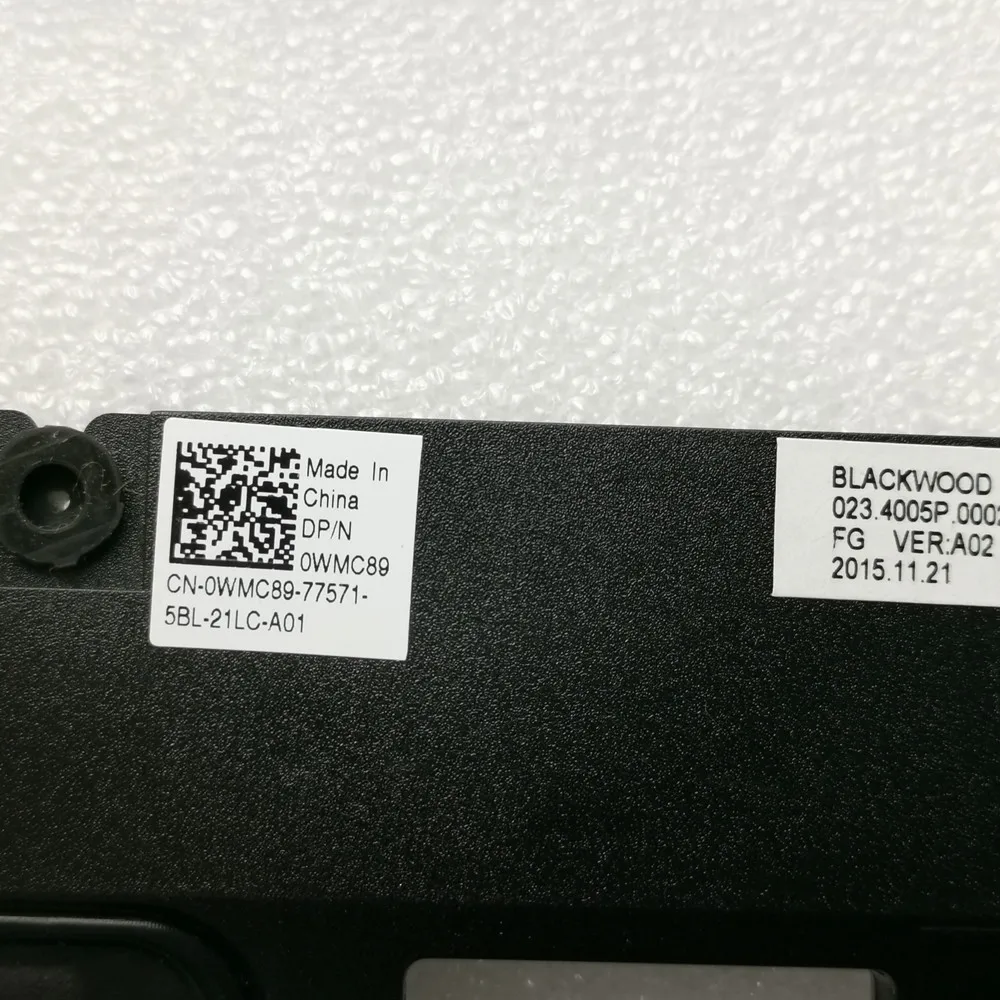 Made In
China
DP/N
0WMC89
CN-0WMC89-77571-
5BL-21LC-A01
BLACKWOOD
023.4005P.000
FG VER:A02
2015.11.21